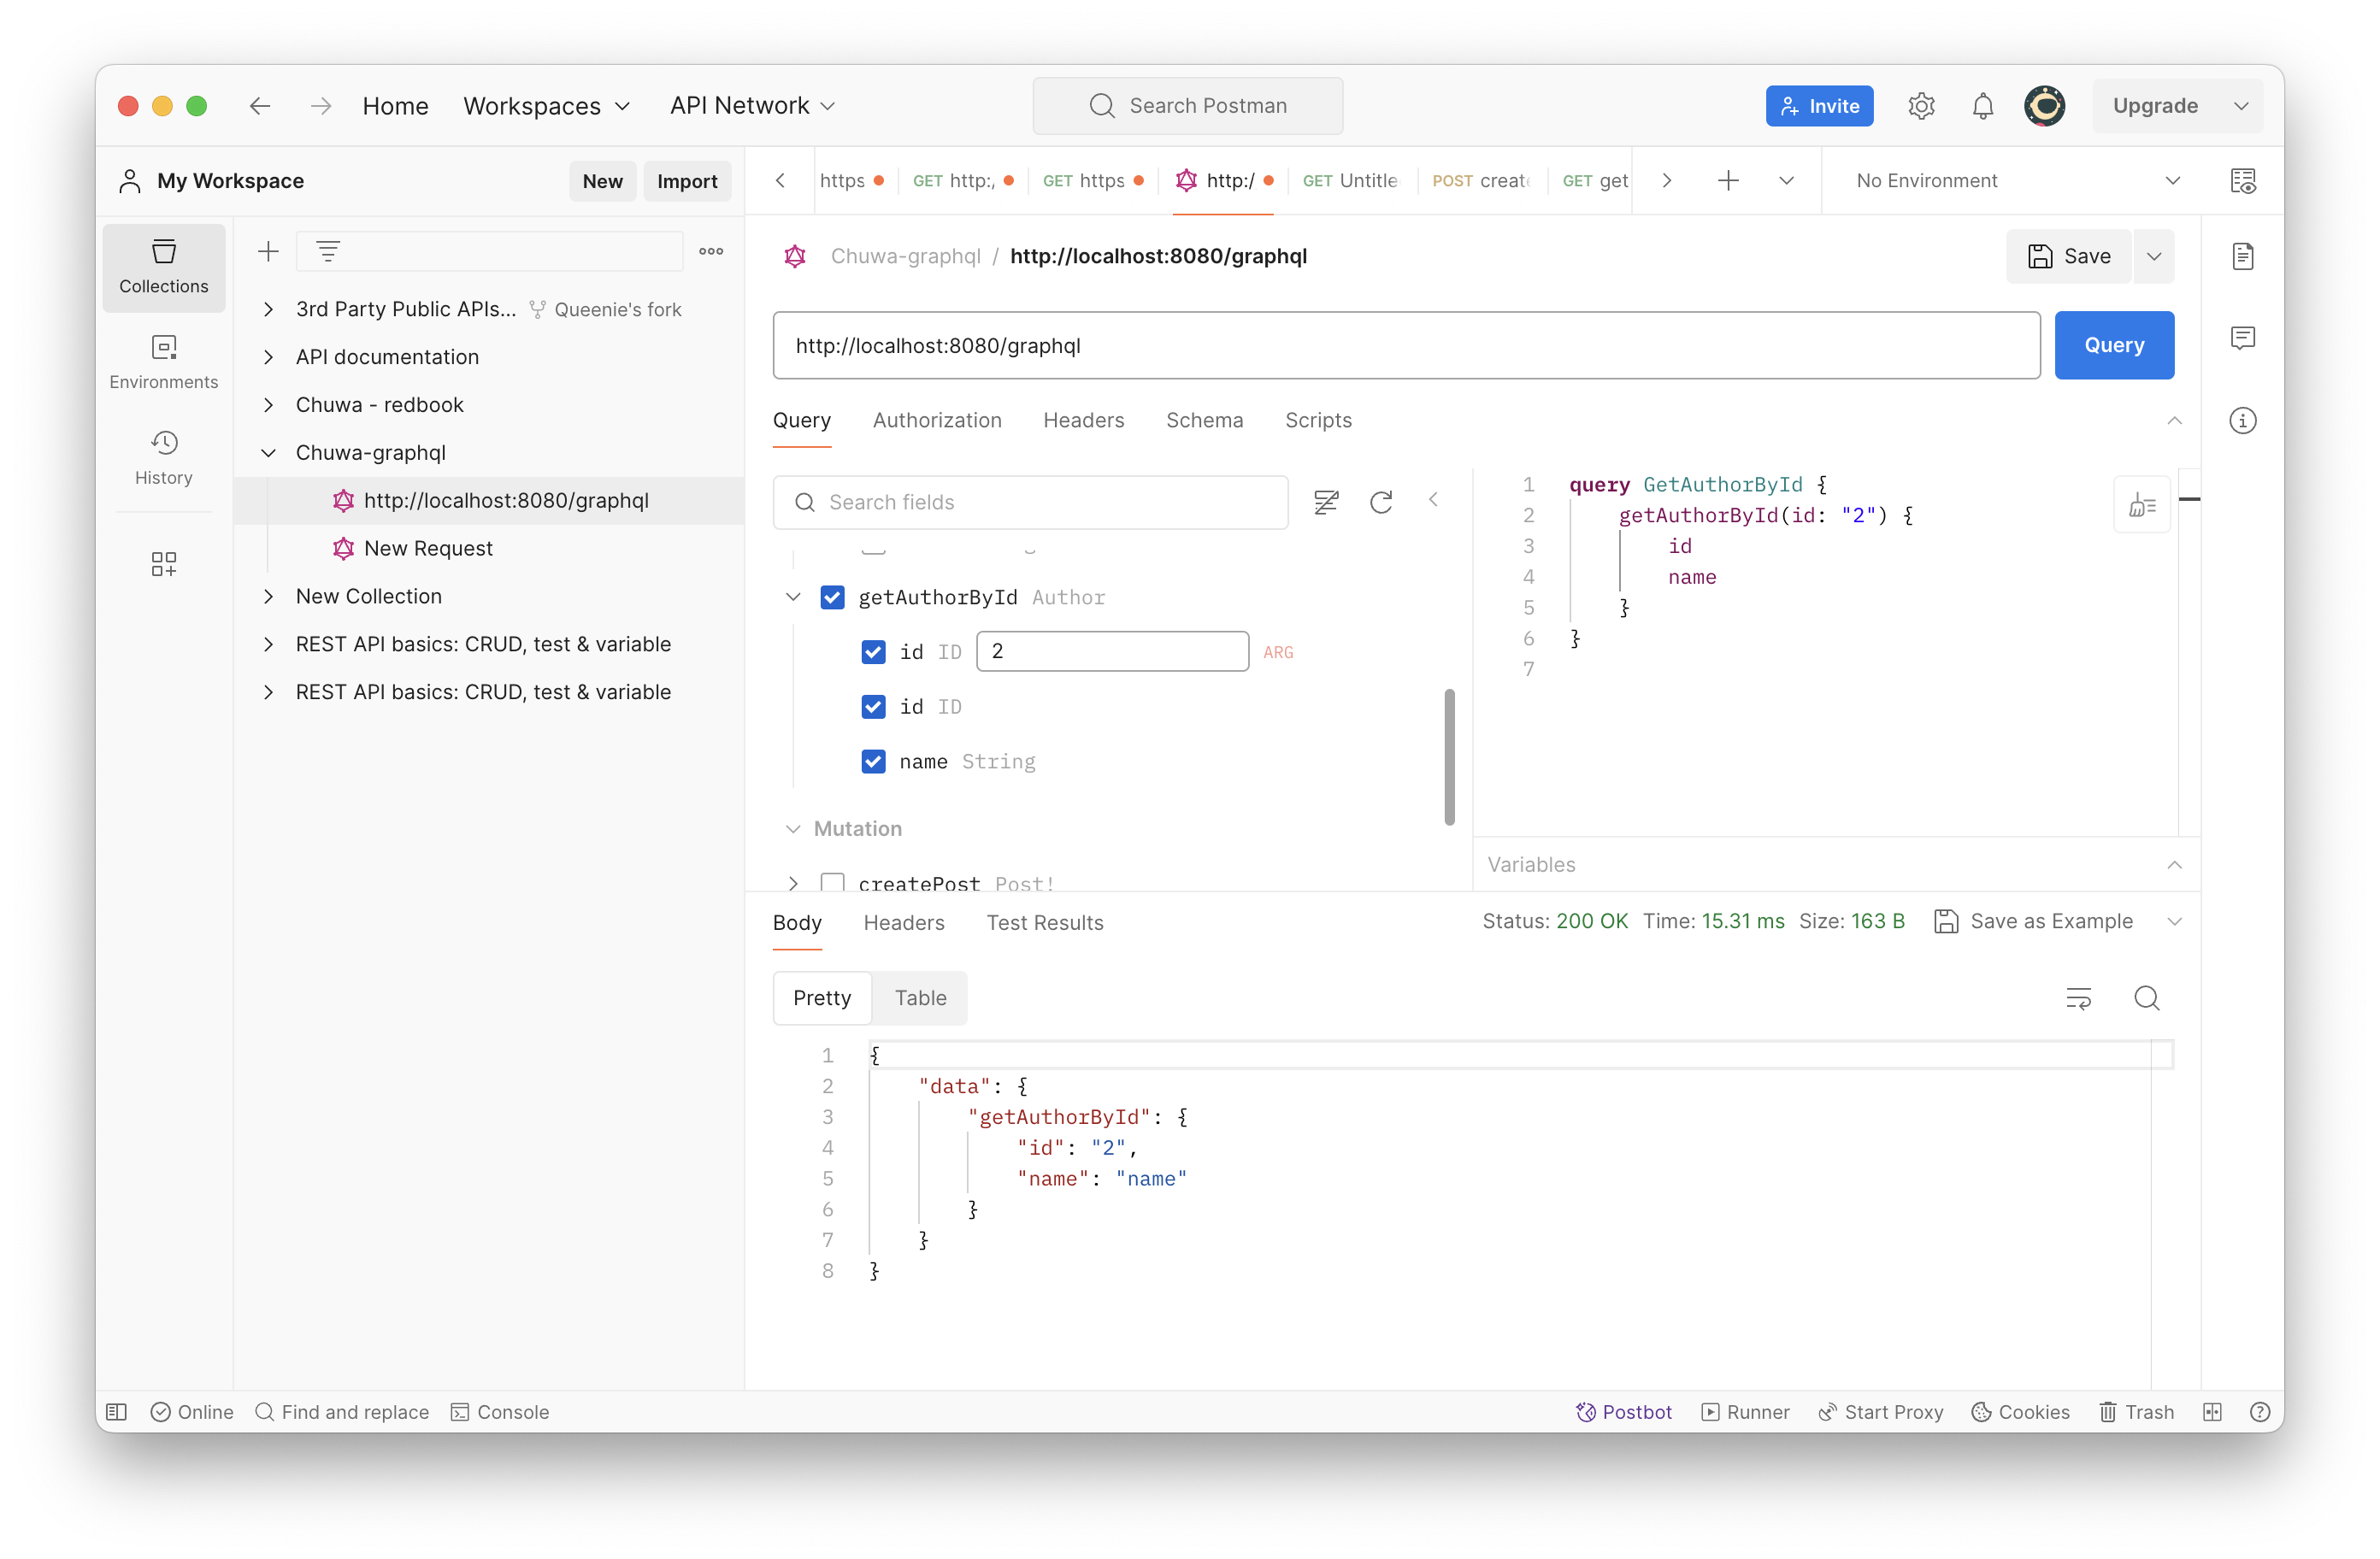 Home Workspaces API Network Search Postman Invite Upgrade
My Workspace New Import
https GET http:/ GET https http:/ GET Untitle POST create GET get No Environment
Collections
Environments
History
3rd Party Public APIs... Queenie's fork
API documentation
Chuwa - redbook
Chuwa-graphql
http://localhost:8080/graphql
New Request
New Collection
REST API basics: CRUD, test & variable
REST API basics: CRUD, test & variable
Chuwa-graphql / http://localhost:8080/graphql Save
http://localhost:8080/graphql Query
Query Authorization Headers Schema Scripts
Search fields
getAuthorById Author
id ID 2 ARG
id ID
name String
Mutation
createPost Post!
1 query GetAuthorById {
2 getAuthorById(id: "2") {
3 id
4 name
5 }
6 }
7
Variables
Body Headers Test Results Status: 200 OK Time: 15.31 ms Size: 163 B Save as Example
Pretty Table
1 {
2 "data": {
3 "getAuthorById": {
4 "id": "2",
5 "name": "name"
6 }
7 }
8 }
Online Find and replace Console Postbot Runner Start Proxy Cookies Trash